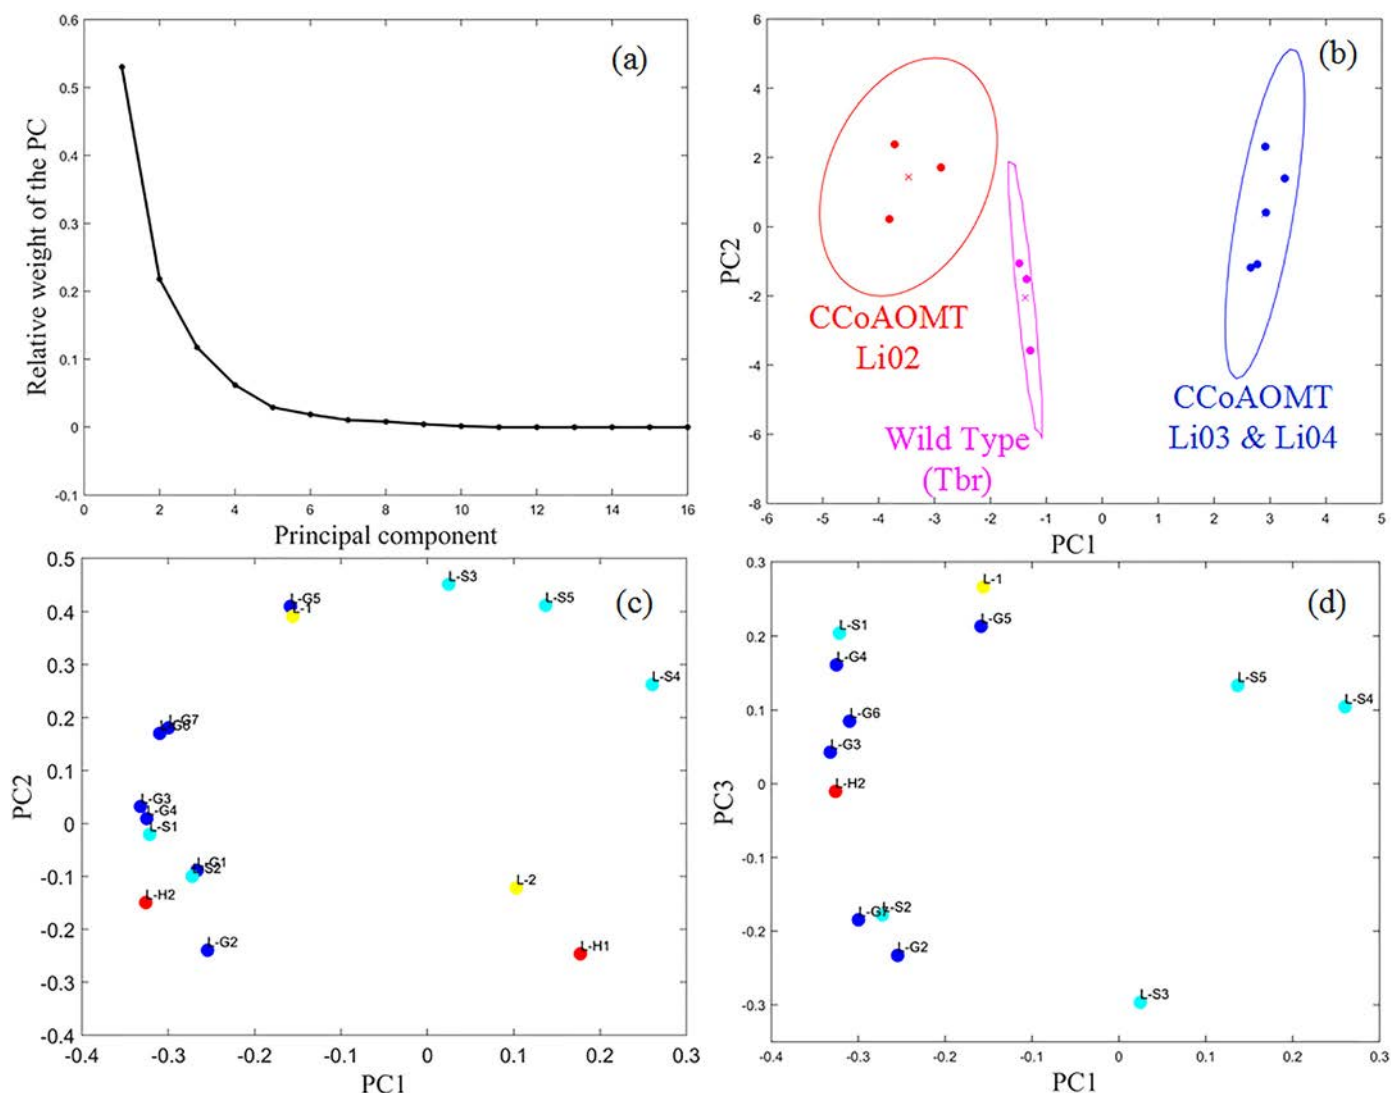 0.6
0.5
0.4
0.3
0.2
0.1
0
-0.1
0
2
4
6
8
10
12
14
16
Relative weight of the PC
Principal component
(a)
6
4
2
0
-2
-4
-6
-8
-6
-5
-4
-3
-2
-1
0
1
2
3
4
5
PC2
PC1
(b)
CCoAOMT
Li02
Wild Type
(Tbr)
CCoAOMT
Li03 & Li04
0.5
0.4
0.3
0.2
0.1
0
-0.1
-0.2
-0.3
-0.4
-0.4
-0.3
-0.2
-0.1
0
0.1
0.2
0.3
PC2
PC1
(c)
L-S3
L-G5
L-1
L-S5
L-S4
L-G7
L-G6
L-G3
L-G4
L-S1
L-G1
L-S2
L-2
L-H2
L-G2
L-H1
0.3
0.2
0.1
0
-0.1
-0.2
-0.3
-0.4
-0.3
-0.2
-0.1
0
0.1
0.2
0.3
PC3
PC1
(d)
L-1
L-S1
L-G5
L-G4
L-S5
L-S4
L-G6
L-G3
L-H2
L-G7
L-S2
L-G2
L-S3